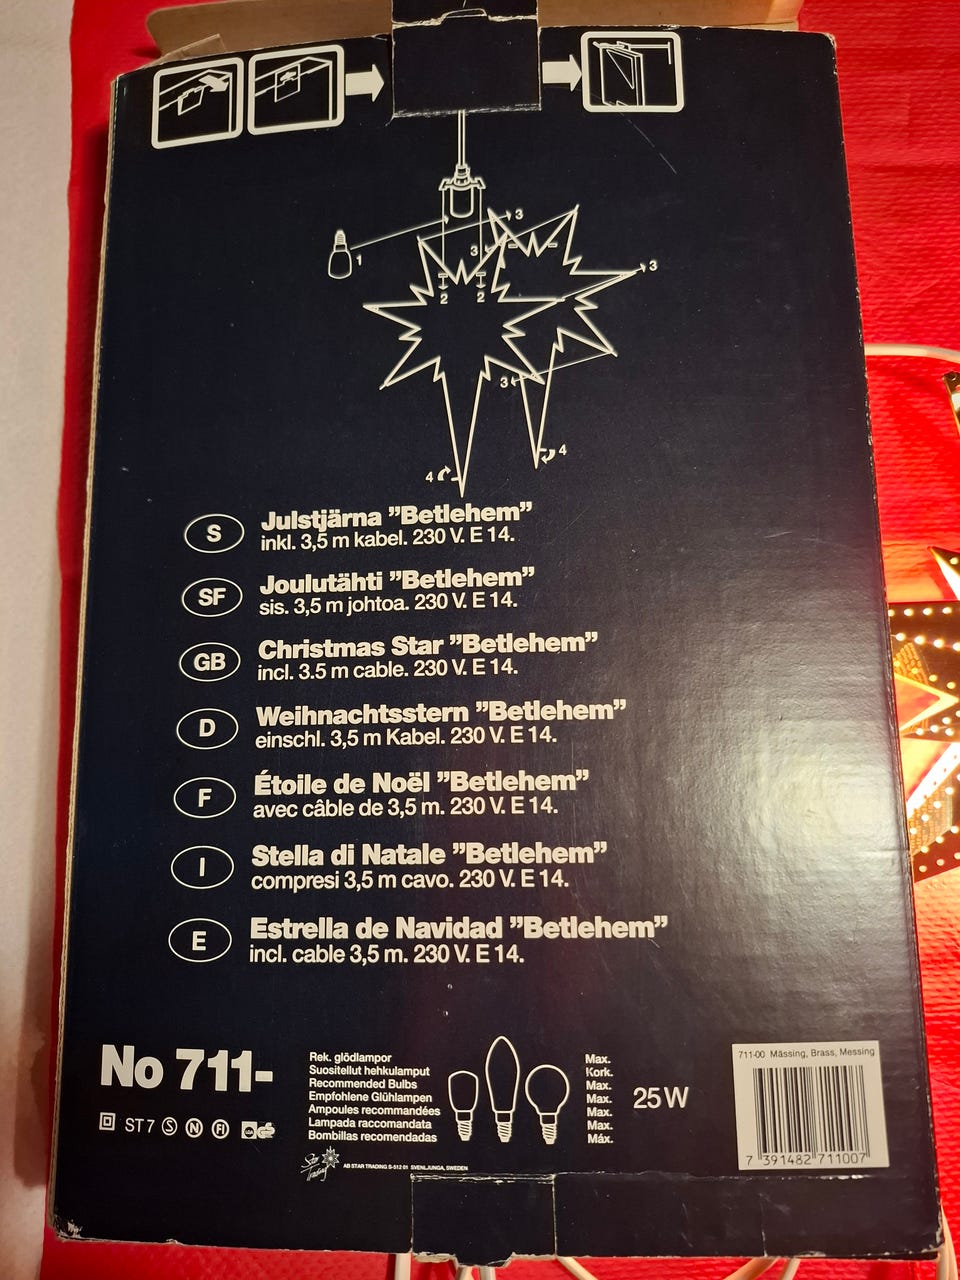 1
3
3
3
2 2
3
4
4
S
Julstjärna ”Betlehem”
inkl. 3,5 m kabel. 230 V. E 14.
SF
Joulutähti ”Betlehem”
sis. 3,5 m johtoa. 230 V. E 14.
GB
Christmas Star ”Betlehem”
incl. 3.5 m cable. 230 V. E 14.
D
Weihnachtsstern ”Betlehem”
einschl. 3,5 m Kabel. 230 V. E 14.
F
Étoile de Noël ”Betlehem”
avec câble de 3,5 m. 230 V. E 14.
I
Stella di Natale ”Betlehem”
compresi 3,5 m cavo. 230 V. E 14.
E
Estrella de Navidad ”Betlehem”
incl. cable 3,5 m. 230 V. E 14.
No 711-
ST 7 S N FI GS
Rek. glödlampor
Suositellut hehkulamput
Recommended Bulbs
Empfohlene Glühlampen
Ampoules recommandées
Lampada raccomandata
Bombillas recomendadas
Max.
Kork.
Max.
Max.
Max.
Max.
Máx.
25 W
711-00 Mässing, Brass, Messing
7 391482 711007
Star Trading
AB STAR TRADING S-512 01 SVENLJUNGA, SWEDEN